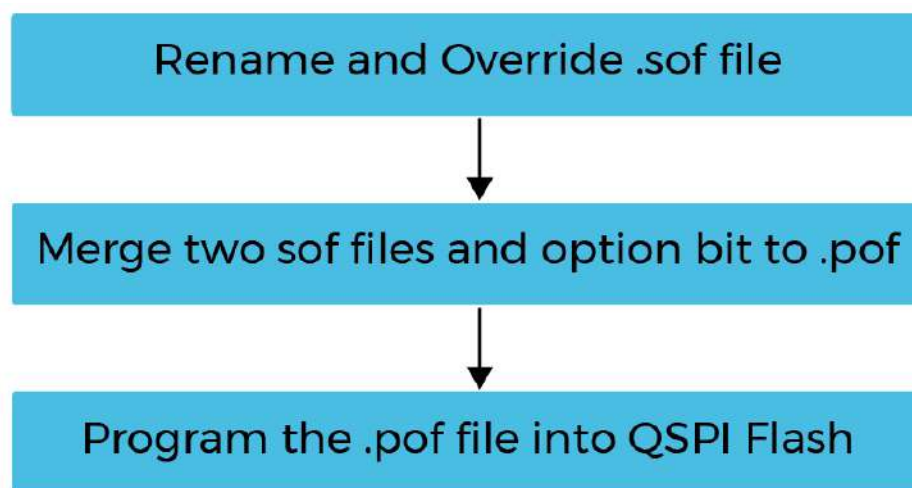 Rename and Override .sof file
Merge two sof files and option bit to .pof
Program the .pof file into QSPI Flash